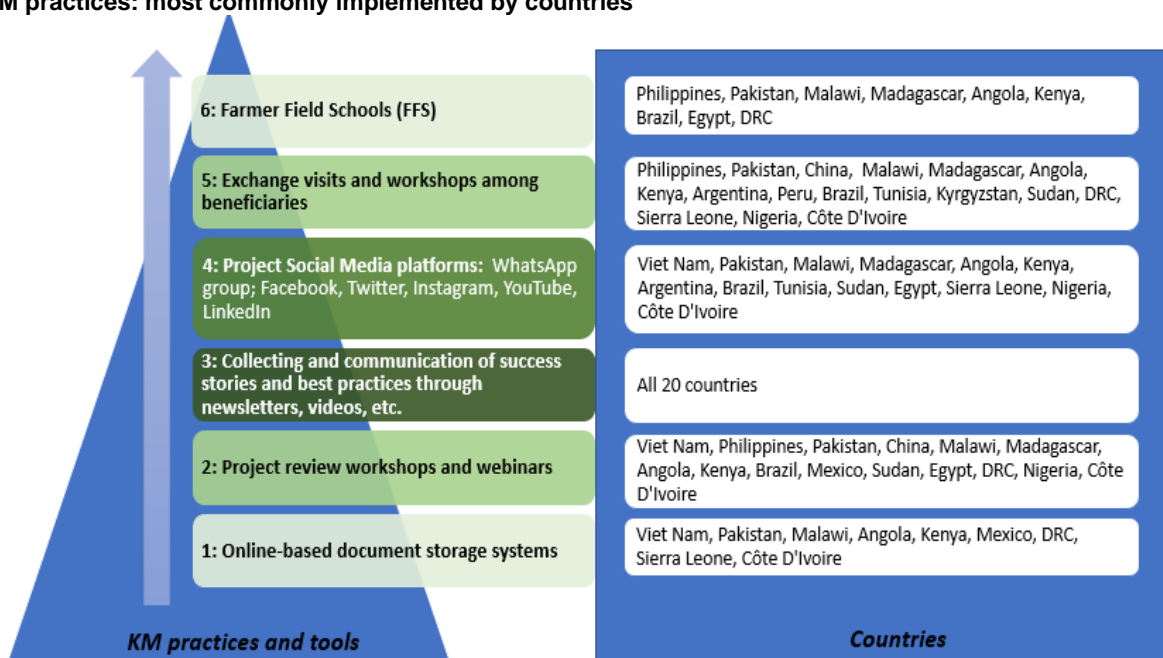 M practices: most commonly implemented by countries
6: Farmer Field Schools (FFS)
Philippines, Pakistan, Malawi, Madagascar, Angola, Kenya,
Brazil, Egypt, DRC
5: Exchange visits and workshops among
beneficiaries
Philippines, Pakistan, China, Malawi, Madagascar, Angola,
Kenya, Argentina, Peru, Brazil, Tunisia, Kyrgyzstan, Sudan, DRC,
Sierra Leone, Nigeria, Côte D'Ivoire
4: Project Social Media platforms: WhatsApp
group; Facebook, Twitter, Instagram, YouTube,
LinkedIn
Viet Nam, Pakistan, Malawi, Madagascar, Angola, Kenya,
Argentina, Brazil, Tunisia, Sudan, Egypt, Sierra Leone, Nigeria,
Côte D'Ivoire
3: Collecting and communication of success
stories and best practices through
newsletters, videos, etc.
All 20 countries
2: Project review workshops and webinars
Viet Nam, Philippines, Pakistan, China, Malawi, Madagascar,
Angola, Kenya, Brazil, Mexico, Sudan, Egypt, DRC, Nigeria, Côte
D'Ivoire
1: Online-based document storage systems
Viet Nam, Pakistan, Malawi, Angola, Kenya, Mexico, DRC,
Sierra Leone, Côte D'Ivoire
KM practices and tools
Countries